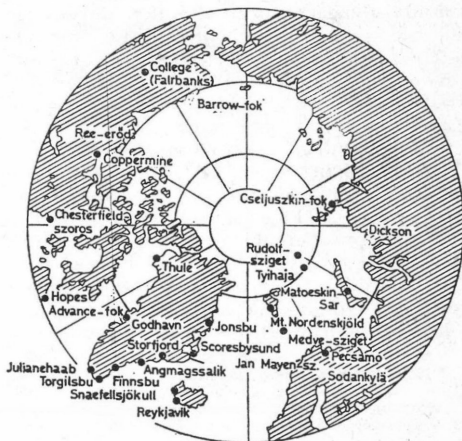 College
(Fairbanks)
Barrow-fok
Ree-erőd
Coppermine
Cseljuszkin-fok
Chesterfield
szoros
Dickson
Rudolf-
sziget
Tyihaja
Thule
Matoeskin-
Sar
Hopes
Advance-fok
Godhavn
Jonsbu
Mt. Nordenskjöld
Storfjord
Scoresbysund
Medve-sziget
Pecsamo
Julianehaab
Angmagssalik
Jan Mayen-sz.
Torgilsbu
Finnsbu
Sodankylä
Snaefellsjökull
Reykjavik